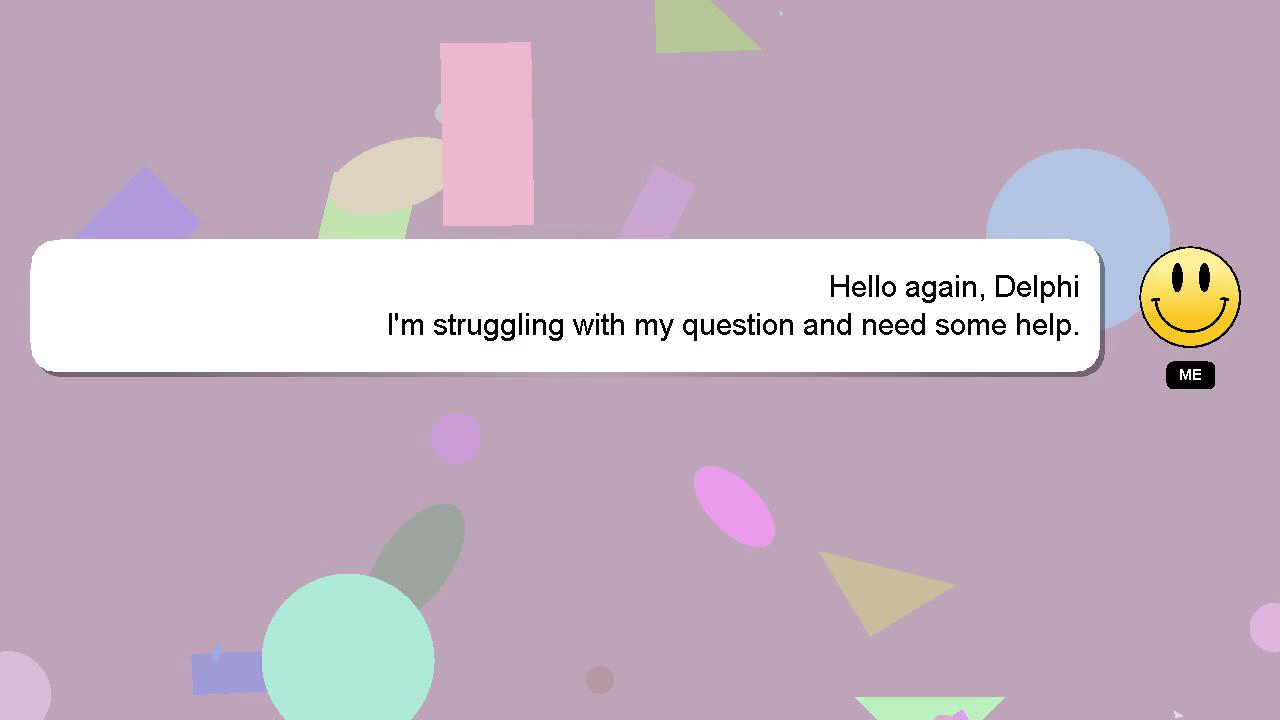 Hello again, Delphi
I'm struggling with my question and need some help.
ME